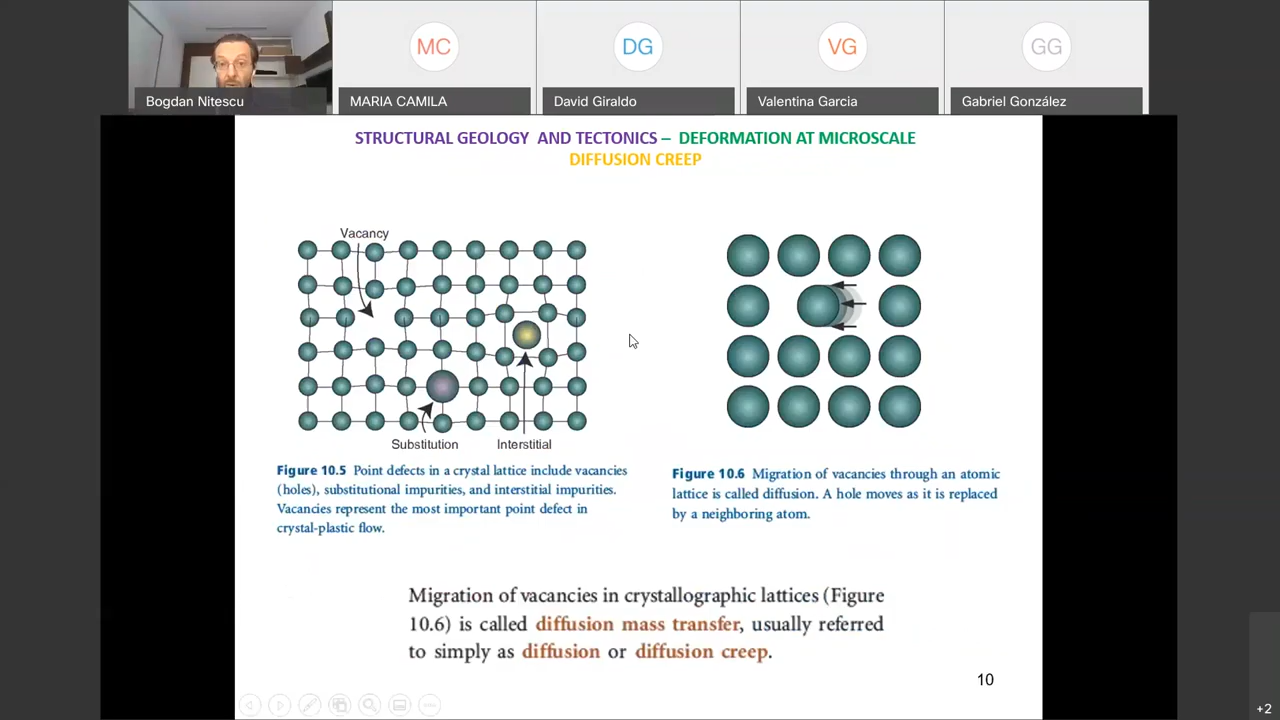 MC
DG
VG
GG
Bogdan Nitescu
MARIA CAMILA
David Giraldo
Valentina Garcia
Gabriel González
STRUCTURAL GEOLOGY AND TECTONICS – DEFORMATION AT MICROSCALE
DIFFUSION CREEP
Vacancy
Substitution
Interstitial
Figure 10.5 Point defects in a crystal lattice include vacancies
(holes), substitutional impurities, and interstitial impurities.
Vacancies represent the most important point defect in
crystal-plastic flow.
Figure 10.6 Migration of vacancies through an atomic
lattice is called diffusion. A hole moves as it is replaced
by a neighboring atom.
Migration of vacancies in crystallographic lattices (Figure
10.6) is called diffusion mass transfer, usually referred
to simply as diffusion or diffusion creep.
10
+2